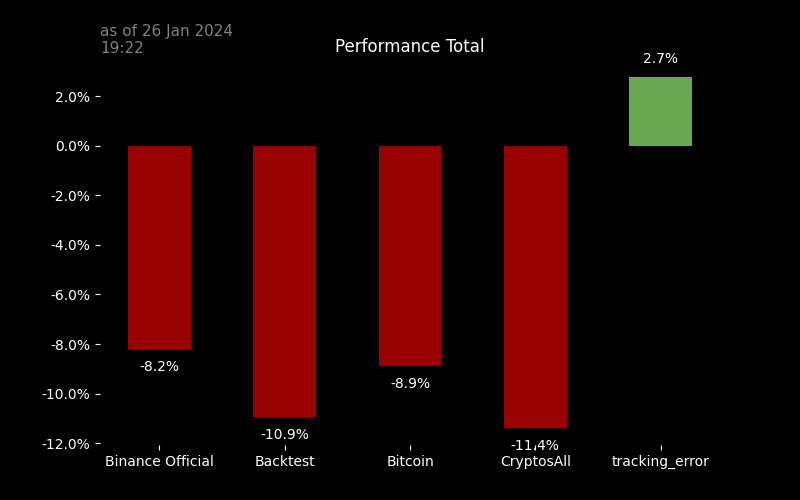 as of 26 Jan 2024
19:22
Performance Total
2.7%
2.0%
0.0%
-2.0%
-4.0%
-6.0%
-8.0%
-10.0%
-12.0%
-8.2%
-10.9%
-8.9%
-11.4%
Binance Official
Backtest
Bitcoin
CryptosAll
tracking_error